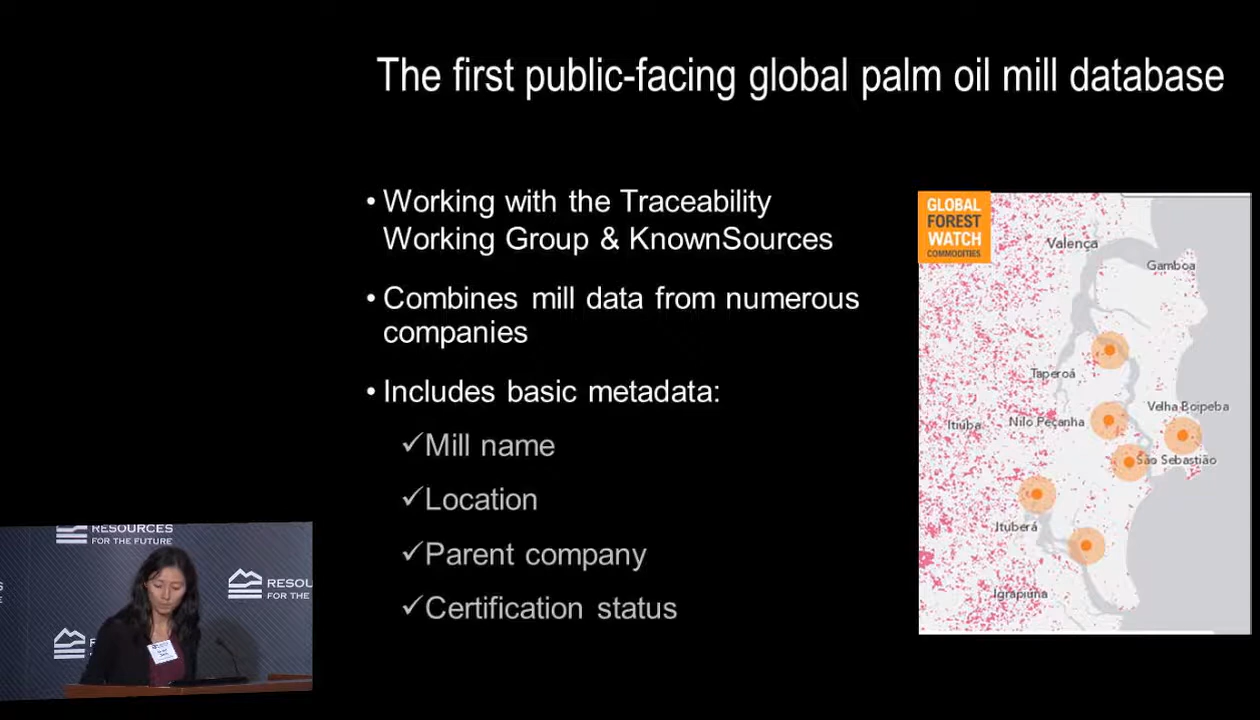 The first public-facing global palm oil mill database
• Working with the Traceability
Working Group & KnownSources
• Combines mill data from numerous
companies
• Includes basic metadata:
✓Mill name
✓Location
✓Parent company
✓Certification status
GLOBAL
FOREST
WATCH
COMMODITIES
Valença
Gamboa
Taperoá
Velha Boipeba
Nilo Peçanha
Itiúba
São Sebastião
Ituberá
Igrapiúna
RESOURCES
FOR THE FUTURE
RESOU
FOR THE